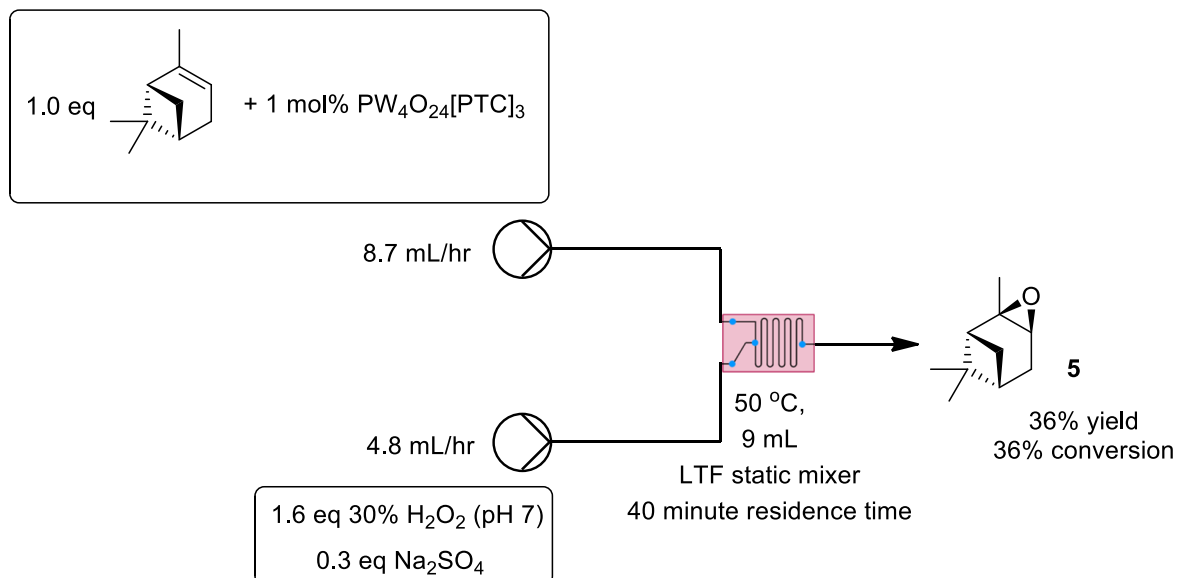 1.0 eq
+ 1 mol% PW₄O₂₄[PTC]₃
8.7 mL/hr
4.8 mL/hr
1.6 eq 30% H₂O₂ (pH 7)
0.3 eq Na₂SO₄
50 °C,
9 mL
LTF static mixer
40 minute residence time
O
5
36% yield
36% conversion